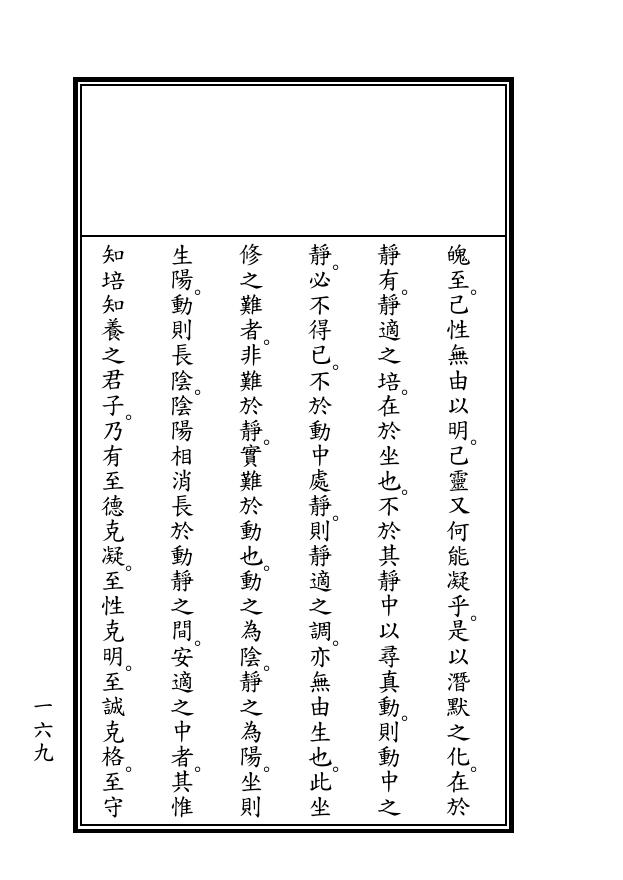 魄至。己性無由以明。己靈又何能凝乎。是以潛默之化。在於
靜有。靜適之培。在於坐也。不於其靜中以尋真動。則動中之
靜。必不得已。不於動中處靜。則靜適之調。亦無由生也。此坐
修之難者。非難於靜。實難於動也。動之為陰。靜之為陽。坐則
生陽。動則長陰。陰陽相消長於動靜之間。安適之中者。其惟
知培知養之君子。乃有至德克凝。至性克明。至誠克格。至守
一六九